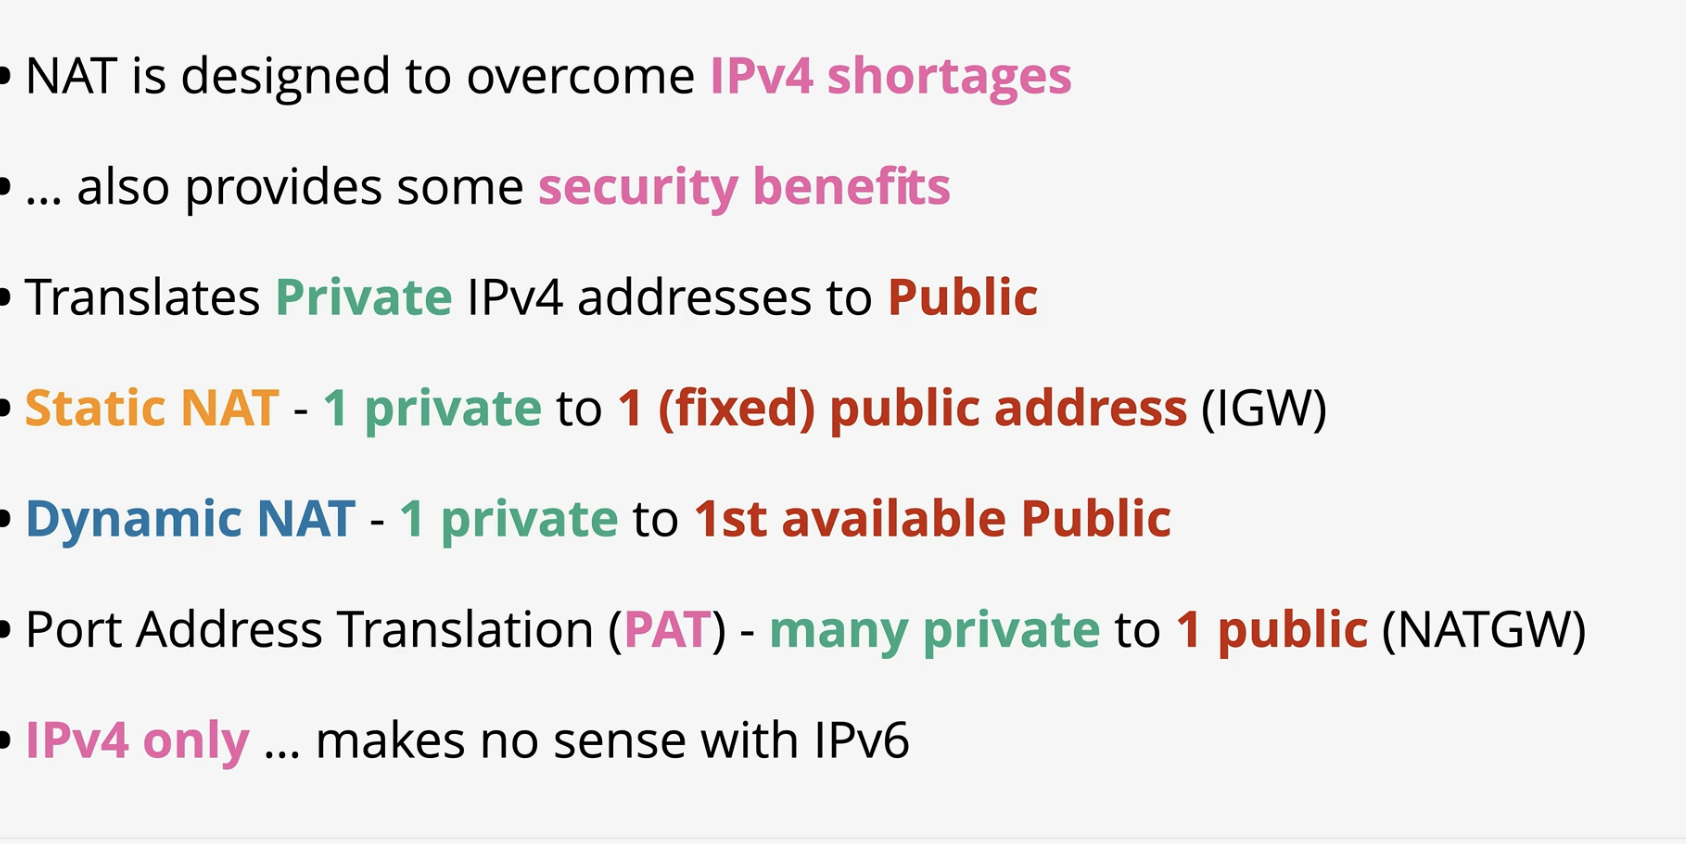 • NAT is designed to overcome IPv4 shortages
• ... also provides some security benefits
• Translates Private IPv4 addresses to Public
• Static NAT - 1 private to 1 (fixed) public address (IGW)
• Dynamic NAT - 1 private to 1st available Public
• Port Address Translation (PAT) - many private to 1 public (NATGW)
• IPv4 only ... makes no sense with IPv6